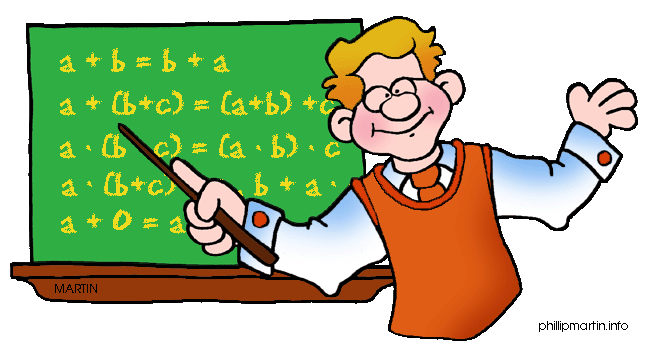 a + b = b + a
a + (b+c) = (a+b) + c
a · (b c) = (a · b) · c
a · (b+c) . b + a ·
a + 0 = a
MARTIN
phillipmartin.info